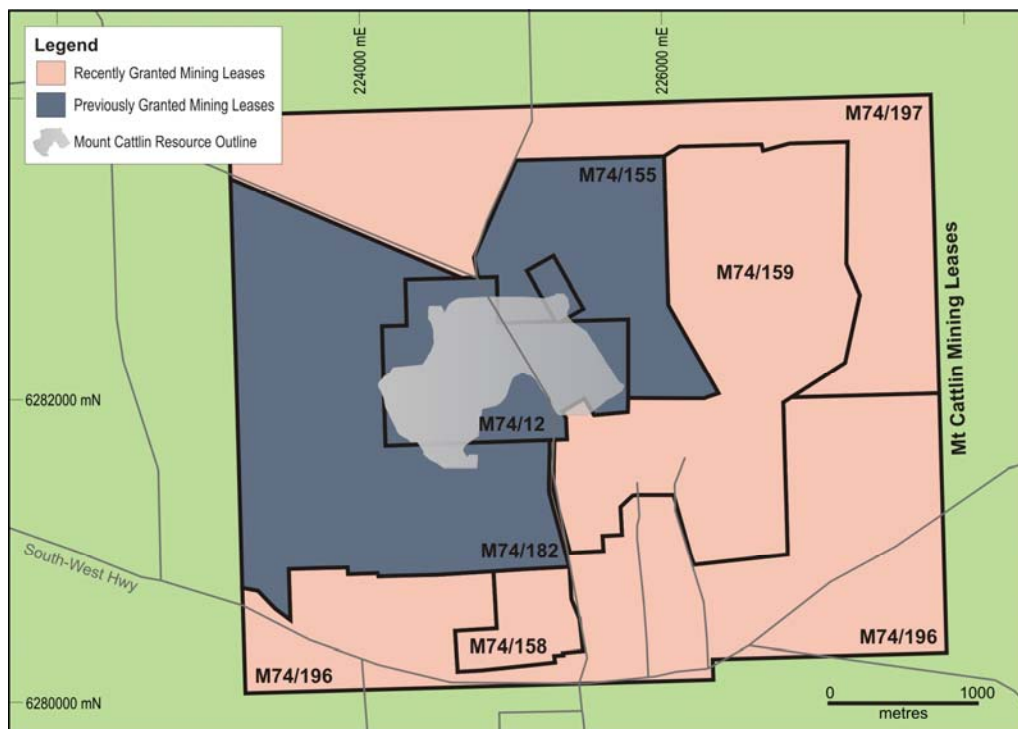 Legend
Recently Granted Mining Leases
Previously Granted Mining Leases
Mount Cattlin Resource Outline
224000 mE
226000 mE
M74/197
M74/155
M74/159
Mt Cattlin Mining Leases
6282000 mN
M74/12
M74/182
South-West Hwy
M74/158
M74/196
M74/196
6280000 mN
0 1000
metres